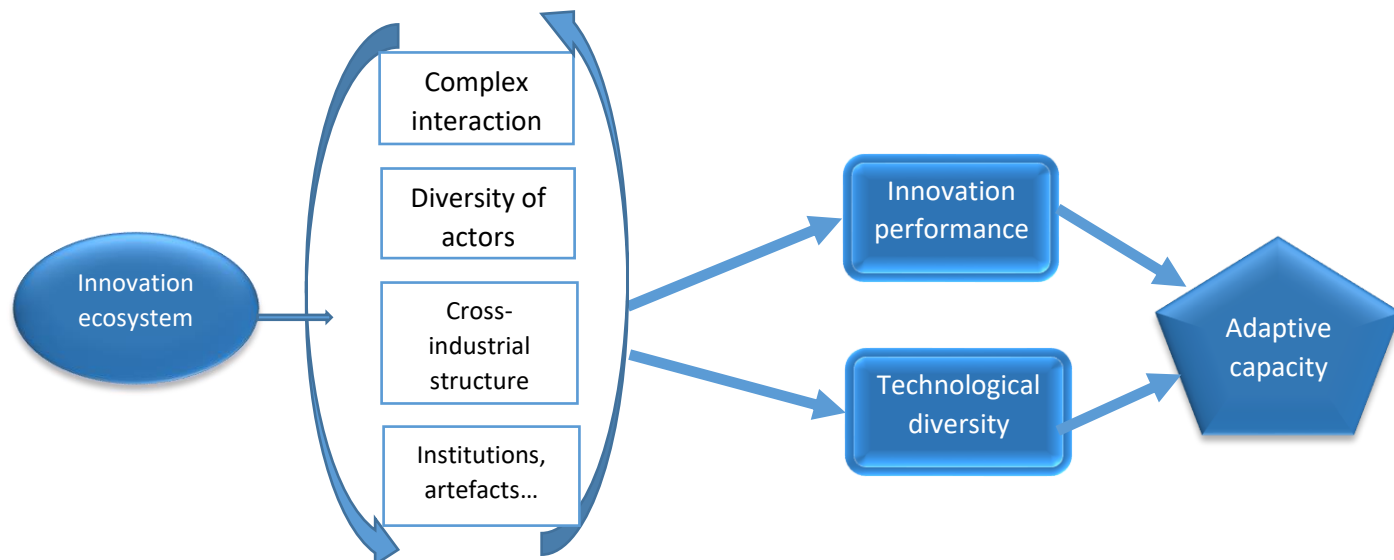 Innovation
ecosystem
Complex
interaction
Diversity of
actors
Cross-
industrial
structure
Institutions,
artefacts…
Innovation
performance
Technological
diversity
Adaptive
capacity